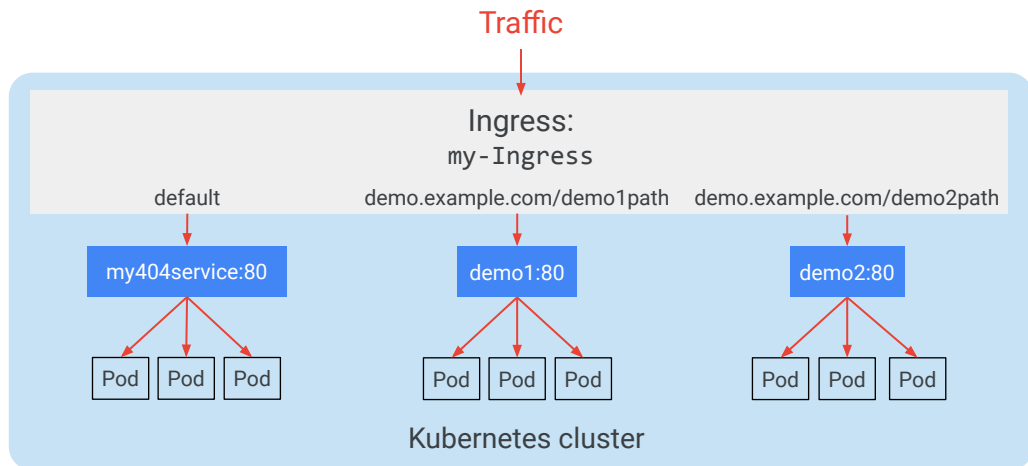 Traffic
Ingress:
my-Ingress
default
demo.example.com/demo1path
demo.example.com/demo2path
my404service:80
demo1:80
demo2:80
Pod
Pod
Pod
Pod
Pod
Pod
Pod
Pod
Pod
Kubernetes cluster